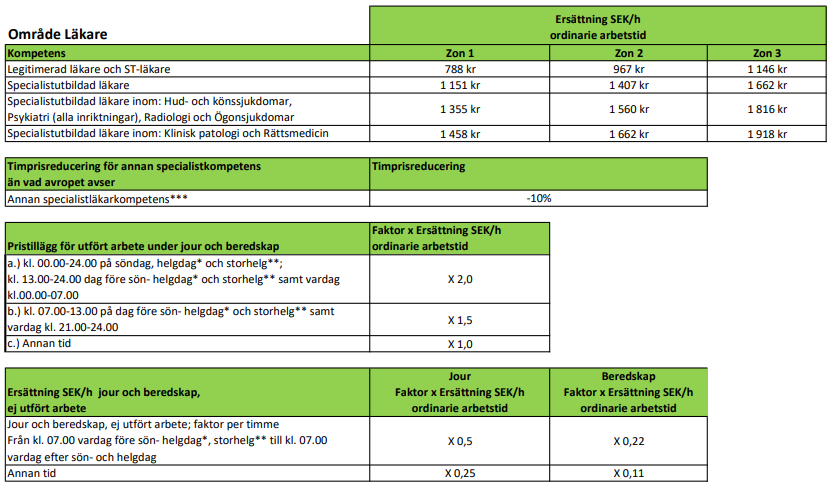 Område Läkare
Ersättning SEK/h
ordinarie arbetstid
Kompetens Zon 1 Zon 2 Zon 3
Legitimerad läkare och ST-läkare 788 kr 967 kr 1 146 kr
Specialistutbildad läkare 1 151 kr 1 407 kr 1 662 kr
Specialistutbildad läkare inom: Hud- och könssjukdomar,
Psykiatri (alla inriktningar), Radiologi och Ögonsjukdomar 1 355 kr 1 560 kr 1 816 kr
Specialistutbildad läkare inom: Klinisk patologi och Rättsmedicin 1 458 kr 1 662 kr 1 918 kr
Timprisreducering för annan specialistkompetens
än vad avropet avser
Timprisreducering
Annan specialistläkarkompetens*** -10%
Pristillägg för utfört arbete under jour och beredskap
Faktor x Ersättning SEK/h
ordinarie arbetstid
a.) kl. 00.00-24.00 på söndag, helgdag* och storhelg**;
kl. 13.00-24.00 dag före sön- helgdag* och storhelg** samt vardag
kl.00.00-07.00
X 2,0
b.) kl. 07.00-13.00 på dag före sön- helgdag* och storhelg** samt
vardag kl. 21.00-24.00
X 1,5
c.) Annan tid X 1,0
Ersättning SEK/h jour och beredskap,
ej utfört arbete
Jour
Faktor x Ersättning SEK/h
ordinarie arbetstid
Beredskap
Faktor x Ersättning SEK/h
ordinarie arbetstid
Jour och beredskap, ej utfört arbete; faktor per timme
Från kl. 07.00 vardag före sön- helgdag*, storhelg** till kl. 07.00
vardag efter sön- och helgdag
X 0,5 X 0,22
Annan tid X 0,25 X 0,11